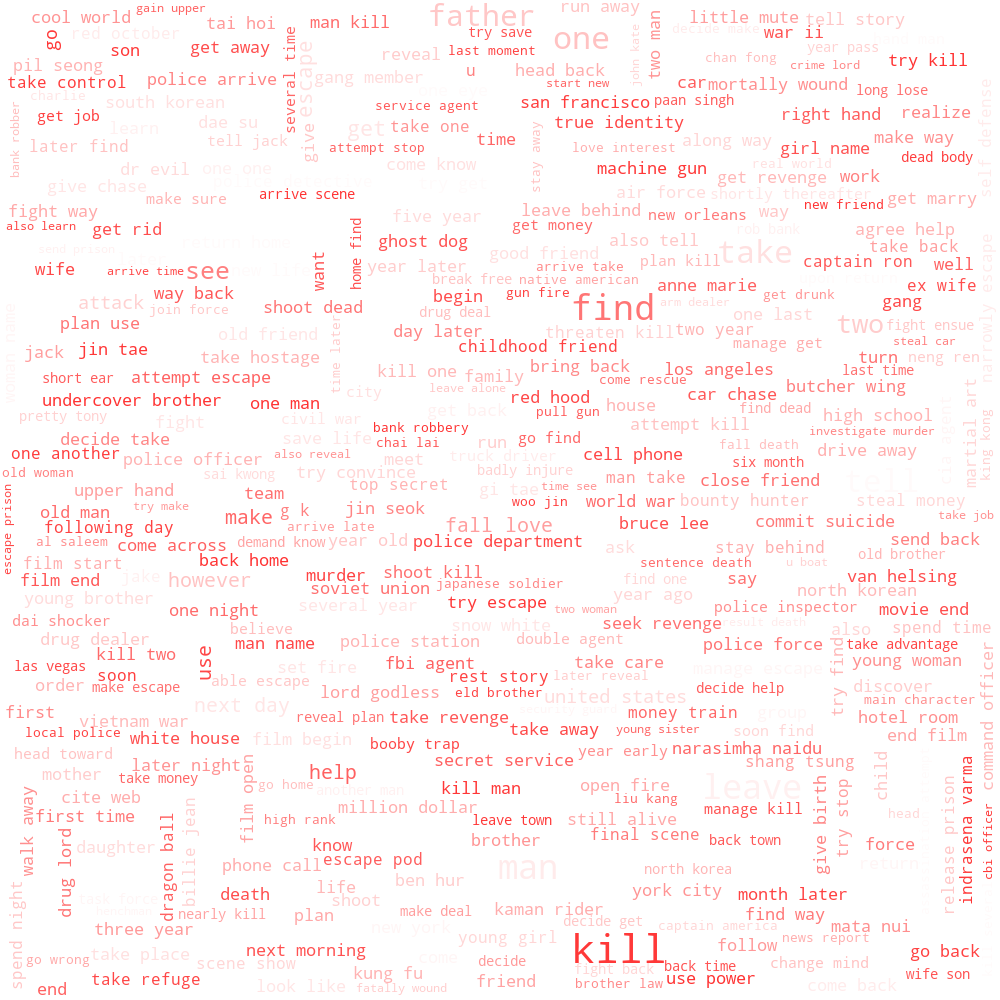 gain upper
cool world
tai hoi
man kill
father
run away
little mute
tell story
red october
go
son
get away
several time
escape
reveal
try save
last moment
one
john kate
two man
decide make
war ii
year pass
try kill
pil seong
take control
police arrive
gang member
u
head back
start new
chan fong
crime lord
charlie
south korean
service agent
san francisco
paan singh
car
mortally wound
long lose
bank robber
get job
learn
dae su
tell jack
give
get
take one
time
true identity
right hand
realize
self defense
later find
attempt stop
stay away
love interest
along way
girl name
make way
dead body
dr evil
one one
come know
machine gun
real world
get revenge
work
give chase
make sure
arrive scene
air force
shortly thereafter
new friend
get marry
fight way
also learn
get rid
five year
leave behind
get money
new orleans
way
rob bank
agree help
ghost dog
good friend
also tell
plan kill
take
take back
send prison
wife
arrive time
see
want
home find
year later
break free
arrive take
native american
anne marie
captain ron
well
way back
begin
gun fire
find
arm dealer
get drunk
ex wife
gang
narrowly escape
attack
join force
shoot dead
drug deal
one last
plan use
old friend
day later
threaten kill
two year
two
fight ensue
manage get
steal car
jack
jin tae
take hostage
time later
childhood friend
bring back
los angeles
turn
neng ren
short ear
attempt escape
kill one
family
come rescue
last time
undercover brother
one man
city
leave alone
red hood
house
car chase
butcher wing
pretty tony
fight
civil war
get back
pull gun
attempt kill
find dead
high school
martial art
king kong
decide take
save life
bank robbery
chai lai
run
go find
fall death
investigate murder
one another
police officer
also reveal
meet
truck driver
cell phone
six month
drive away
cia agent
old woman
sai kwong
try convince
badly injure
man take
close friend
tell
upper hand
team
top secret
gi tae
time see
world war
bounty hunter
steal money
escape prison
old man
try make
make
g k
jin seok
woo jin
take job
following day
arrive late
fall love
bruce lee
commit suicide
al saleem
come across
demand know
year old
police department
ask
stay behind
send back
old brother
film start
back home
sentence death
u boat
film end
jake
however
murder
shoot kill
soviet union
japanese soldier
find one
say
van helsing
young brother
several year
try escape
year ago
north korean
dai shocker
one night
two woman
police inspector
movie end
believe
snow white
seek revenge
result death
drug dealer
man name
police station
double agent
police force
also
spend time
take advantage
kill two
use
fbi agent
take care
manage escape
try find
young woman
las vegas
soon
set fire
rest story
later reveal
order
make escape
able escape
lord godless
eld brother
united states
decide help
discover
main character
command officer
first
next day
reveal plan
take revenge
money train
group
hotel room
vietnam war
take away
young sister
soon find
local police
white house
film begin
booby trap
year early
narasimha naidu
end film
head toward
later night
film open
secret service
shang tsung
mother
take money
go home
help
open fire
leave
child
cite web
another man
kill man
liu kang
manage kill
give birth
try stop
indrasena varma
walk away
first time
million dollar
leave town
still alive
head
release prison
cbi officer
high rank
final scene
back town
drug lord
dragon ball
billie jean
daughter
know
brother
force
phone call
escape pod
man
north korea
return
death
life
ben hur
york city
month later
spend night
task force
nearly kill
shoot
make deal
kaman rider
find way
three year
plan
new york
decide get
captain america
mata nui
young girl
follow
news report
take place
next morning
come
kill
go back
go wrong
scene show
decide
fight back
back time
change mind
wife son
end
take refuge
look like
kung fu
fatally wound
friend
brother law
use power
come back